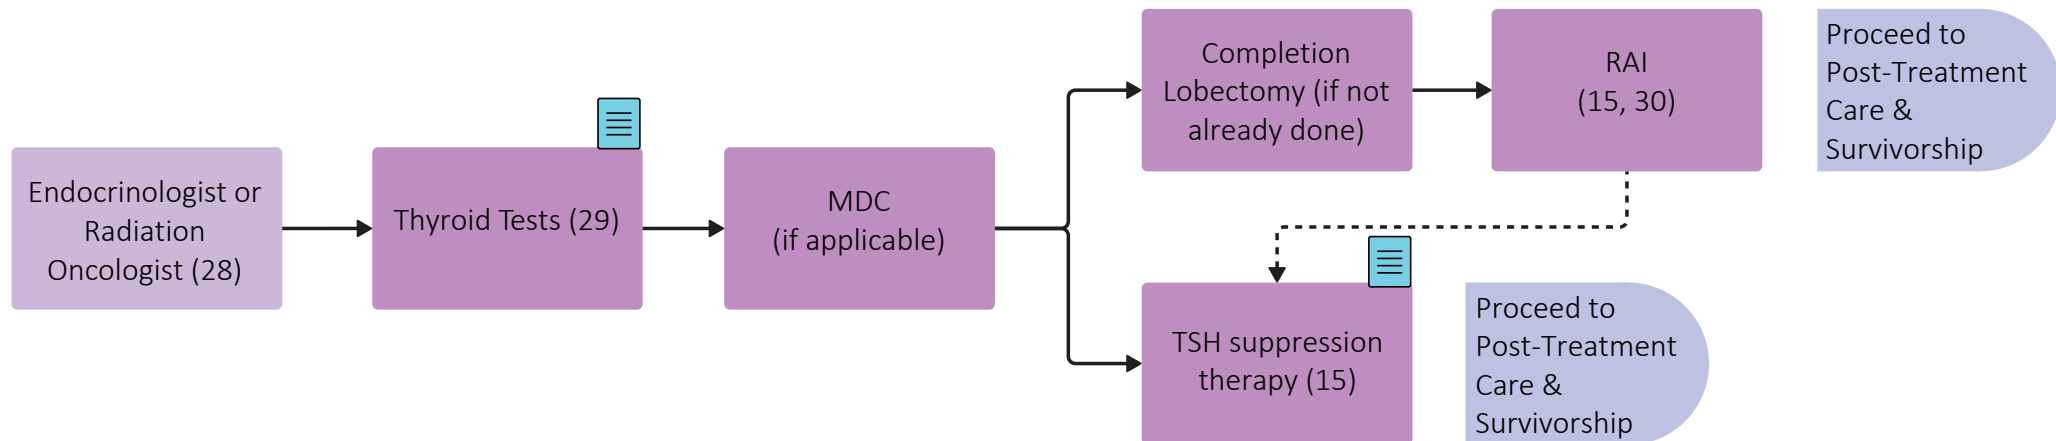 Endocrinologist or
Radiation
Oncologist (28)
Thyroid Tests (29)
MDC
(if applicable)
Completion
Lobectomy (if not
already done)
RAI
(15, 30)
Proceed to
Post-Treatment
Care &
Survivorship
TSH suppression
therapy (15)
Proceed to
Post-Treatment
Care &
Survivorship